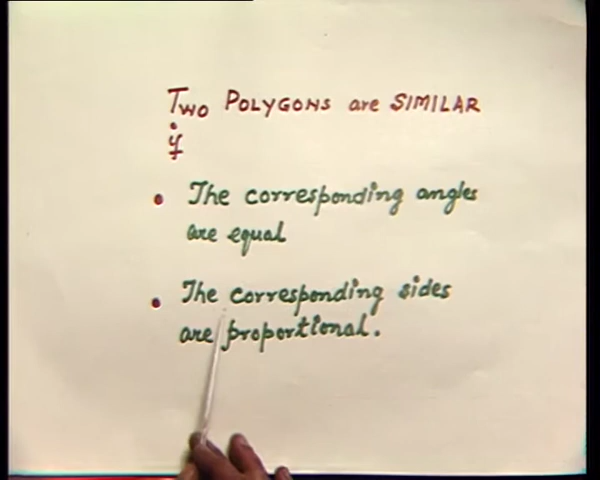 Two POLYGONS are SIMILAR
if
• The corresponding angles
are equal
• The corresponding sides
are proportional.